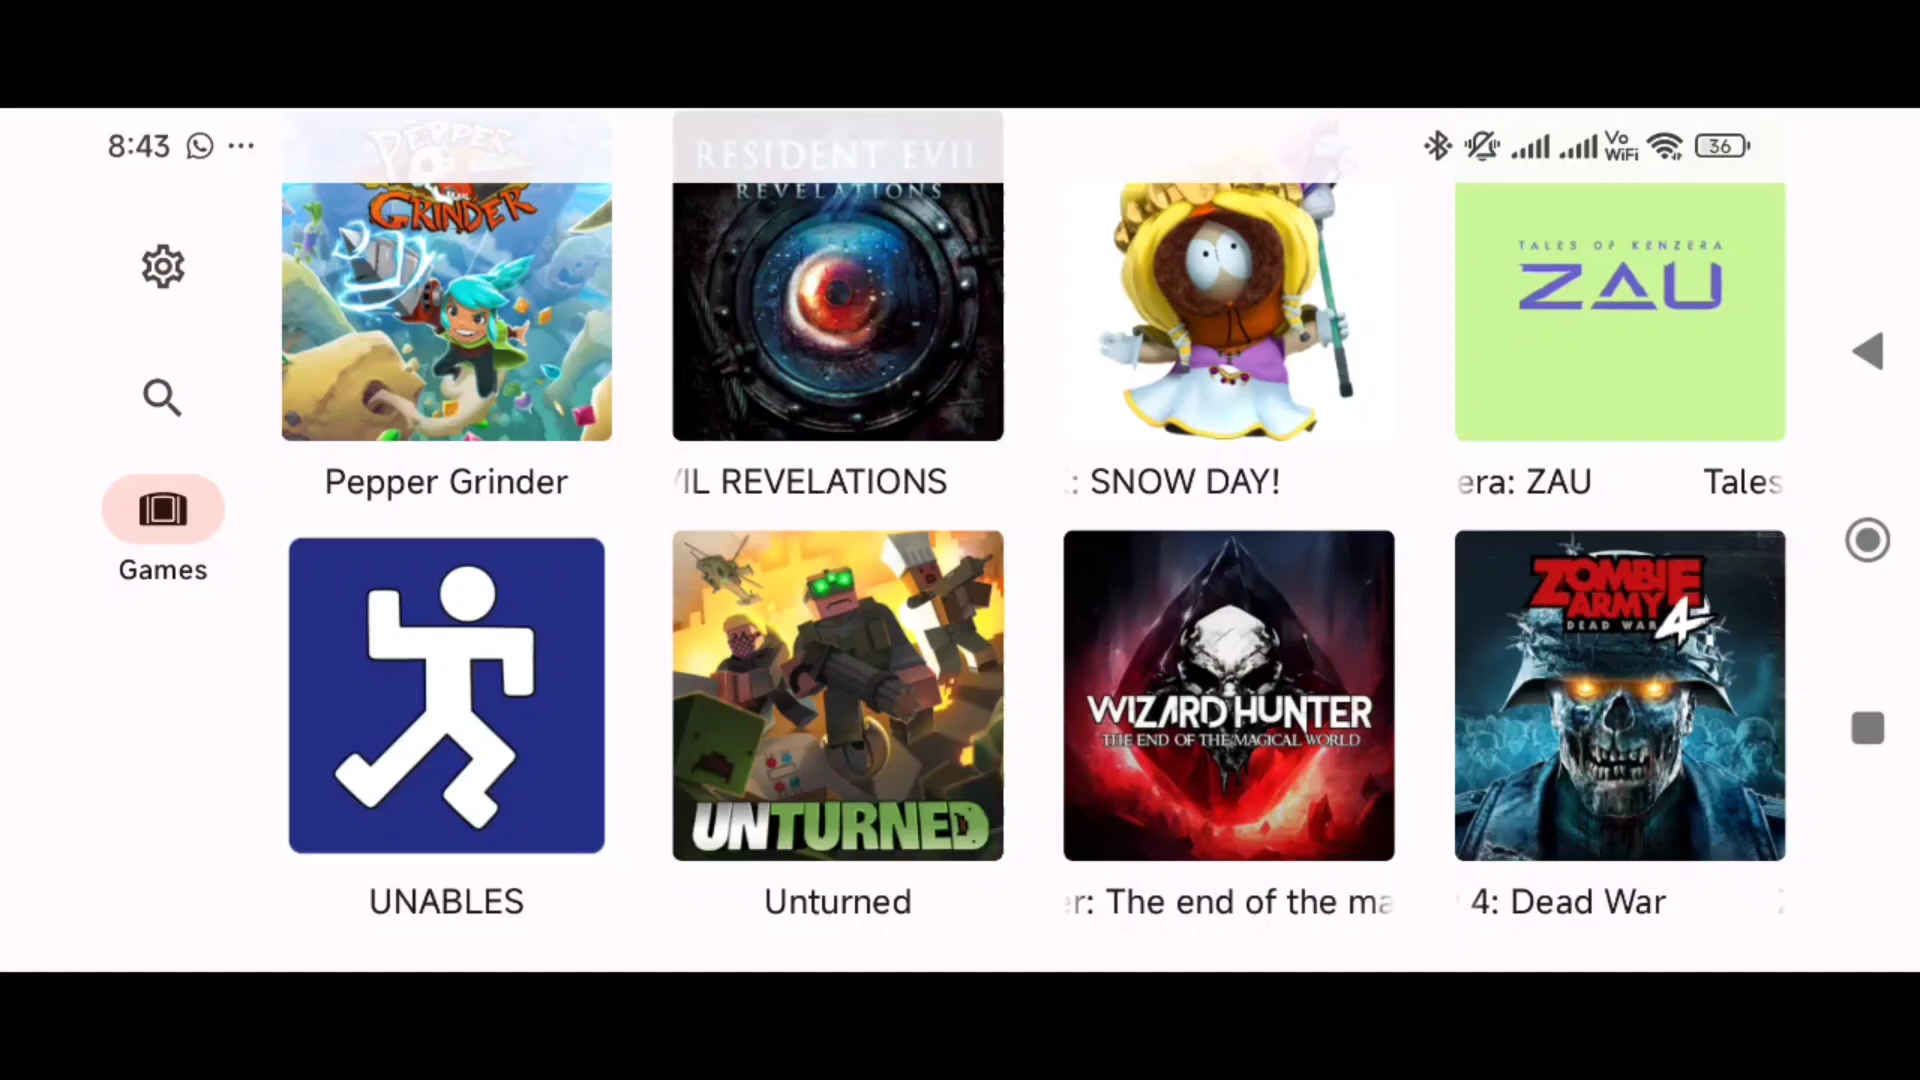 8:43
Vo
WiFi
36
PEPPER
GRINDER
RESIDENT EVIL
REVELATIONS
TALES OF KENZERA
ZAU
Pepper Grinder
IL REVELATIONS
: SNOW DAY!
era: ZAU Tales
Games
UNTURNED
WIZARD HUNTER
THE END OF THE MAGICAL WORLD
ZOMBIE
ARMY 4
DEAD WAR
UNABLES
Unturned
er: The end of the ma
4: Dead War